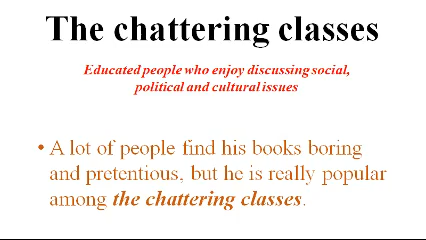 The chattering classes
Educated people who enjoy discussing social,
political and cultural issues
• A lot of people find his books boring
and pretentious, but he is really popular
among the chattering classes.